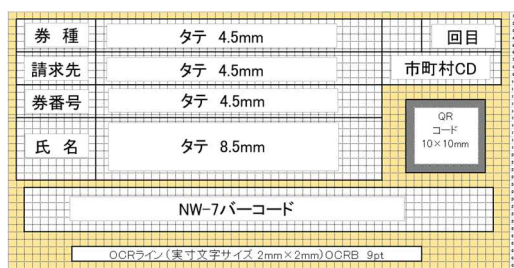 券 種 タテ 4.5mm 回目
請求先 タテ 4.5mm 市町村CD
券番号 タテ 4.5mm
氏 名 タテ 8.5mm
QR
コード
10×10mm
NW-7バーコード
OCRライン(実寸文字サイズ 2mm×2mm)OCRB 9pt